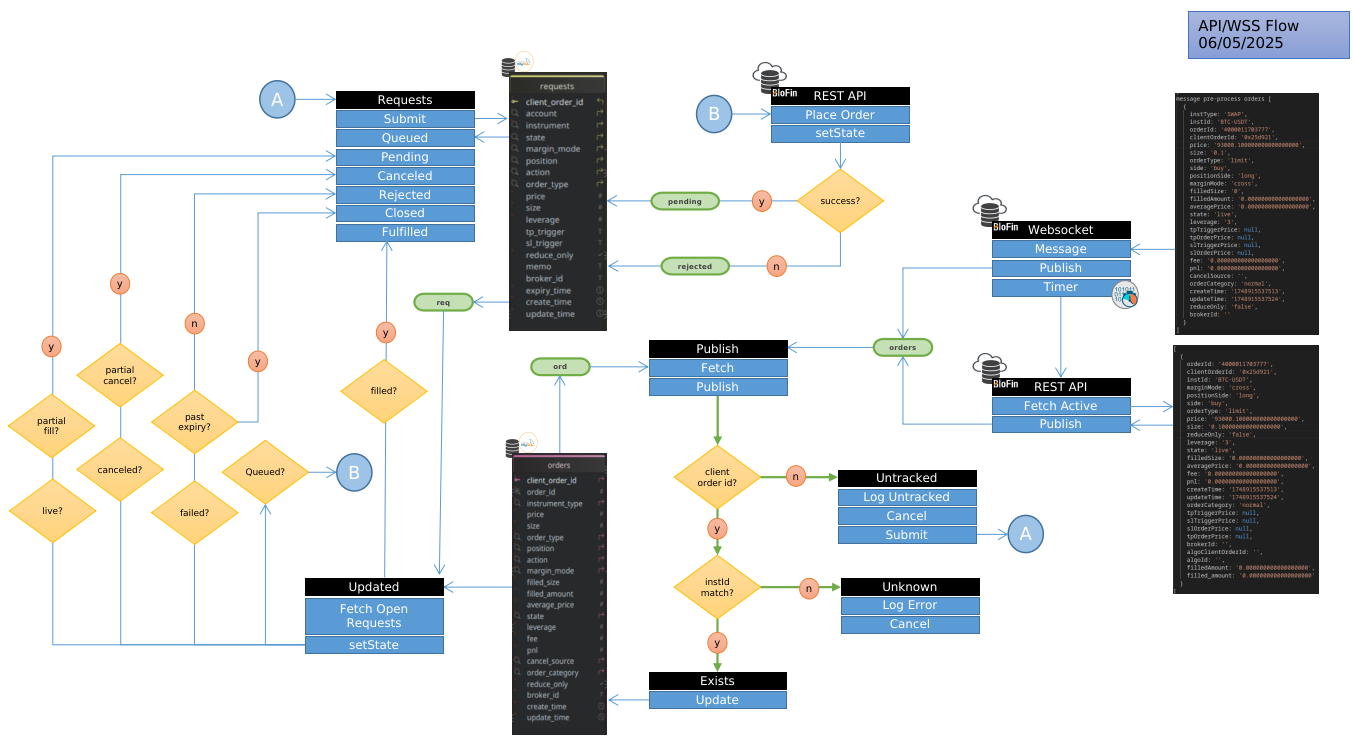 API/WSS Flow
06/05/2025
A
Requests
Submit
Queued
Pending
Canceled
Rejected
Closed
Fulfilled
requests
client_order_id
account
instrument
state
margin_mode
position
action
order_type
price
size
leverage
tp_trigger
sl_trigger
reduce_only
memo
broker_id
expiry_time
create_time
update_time
B
BloFin
REST API
Place Order
setState
success?
y
pending
n
rejected
req
BloFin
Websocket
Message
Publish
Timer
message pre-process orders [
{
instType: 'SWAP',
instId: 'BTC-USDT',
orderId: '4000011703777',
clientOrderId: '0x25d921',
price: '93000.100000000000000000',
size: '0.1',
orderType: 'limit',
side: 'buy',
positionSide: 'long',
marginMode: 'cross',
filledSize: '0',
filledAmount: '0.000000000000000000',
averagePrice: '0.000000000000000000',
state: 'live',
leverage: '3',
tpTriggerPrice: null,
tpOrderPrice: null,
slTriggerPrice: null,
slOrderPrice: null,
fee: '0.000000000000000000',
pnl: '0.000000000000000000',
cancelSource: '',
orderCategory: 'normal',
createTime: '1748915537513',
updateTime: '1748915537524',
reduceOnly: 'false',
brokerId: ''
}
]
orders
BloFin
REST API
Fetch Active
Publish
{
orderId: '4000011703777',
clientOrderId: '0x25d921',
instId: 'BTC-USDT',
marginMode: 'cross',
positionSide: 'long',
side: 'buy',
orderType: 'limit',
price: '93000.100000000000000000',
size: '0.100000000000000000',
reduceOnly: 'false',
leverage: '3',
state: 'live',
filledSize: '0.000000000000000000',
averagePrice: '0.000000000000000000',
fee: '0.000000000000000000',
pnl: '0.000000000000000000',
createTime: '1748915537513',
updateTime: '1748915537524',
orderCategory: 'normal',
tpTriggerPrice: null,
slTriggerPrice: null,
slOrderPrice: null,
tpOrderPrice: null,
brokerId: '',
algoClientOrderId: '',
algoId: '',
filledAmount: '0.000000000000000000',
filled_amount: '0.000000000000000000'
}
Publish
Fetch
Publish
ord
client
order id?
n
y
Untracked
Log Untracked
Cancel
Submit
A
instId
match?
n
y
Unknown
Log Error
Cancel
Exists
Update
orders
client_order_id
order_id
instrument_type
price
size
order_type
position
action
margin_mode
filled_size
filled_amount
average_price
state
leverage
fee
pnl
cancel_source
order_category
reduce_only
broker_id
create_time
update_time
Updated
Fetch Open
Requests
setState
y
y
n
y
y
partial
fill?
live?
partial
cancel?
canceled?
past
expiry?
failed?
Queued?
B
filled?